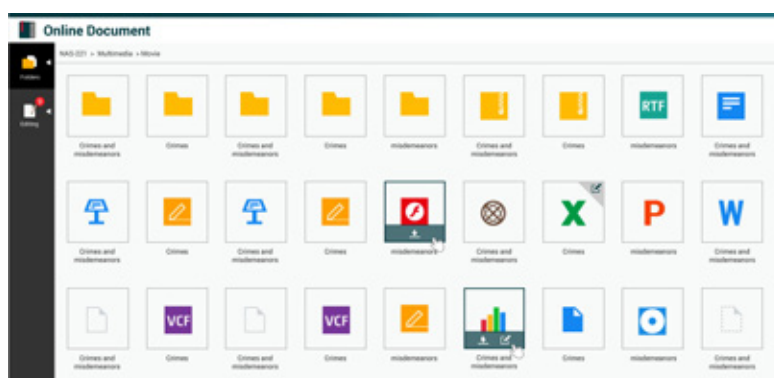 Online Document
NAS-221 » Multimedia » Movie
Folders
Editing
RTF
Crimes and
misdemeanors
Crimes
Crimes and
misdemeanors
Crimes
misdemeanors
Crimes and
misdemeanors
Crimes
misdemeanors
Crimes and
misdemeanors
X
P
W
Crimes and
misdemeanors
Crimes
Crimes and
misdemeanors
Crimes
misdemeanors
Crimes and
misdemeanors
Crimes
misdemeanors
Crimes and
misdemeanors
VCF
VCF
Crimes and
misdemeanors
Crimes
Crimes and
misdemeanors
Crimes
misdemeanors
Crimes and
misdemeanors
Crimes
misdemeanors
Crimes and
misdemeanors